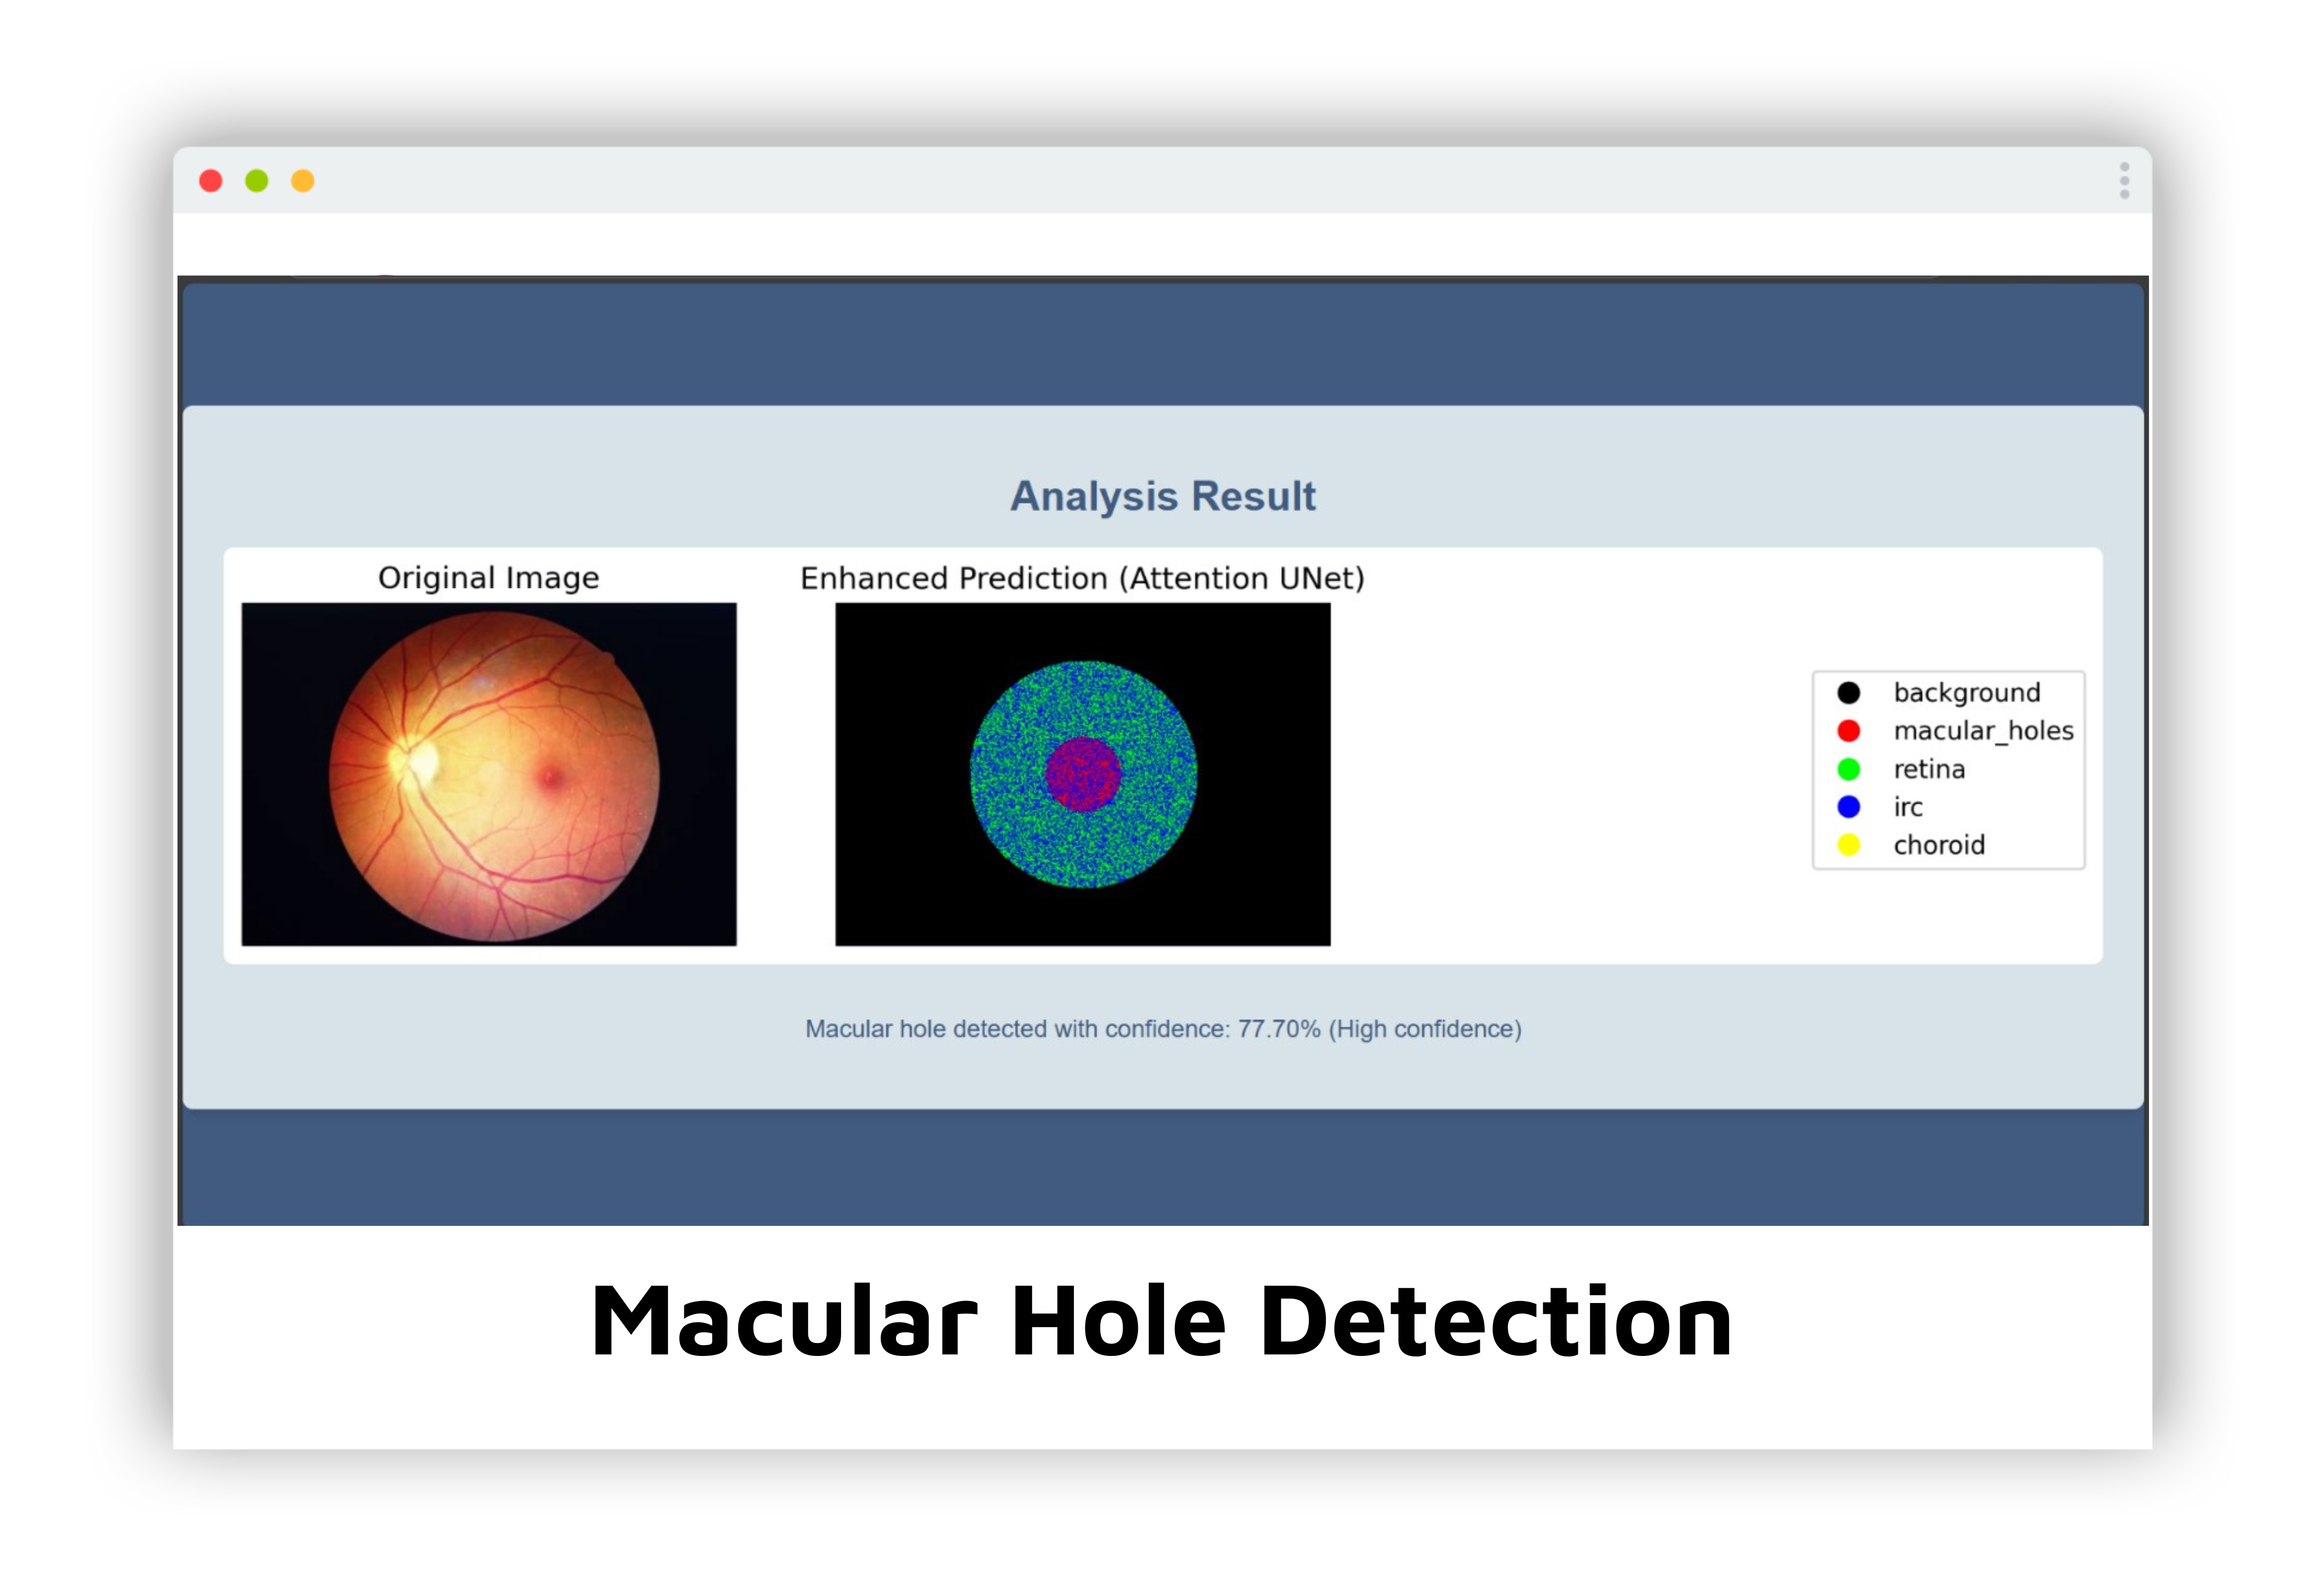 Analysis Result
Original Image
Enhanced Prediction (Attention UNet)
background
macular_holes
retina
irc
choroid
Macular hole detected with confidence: 77.70% (High confidence)
Macular Hole Detection